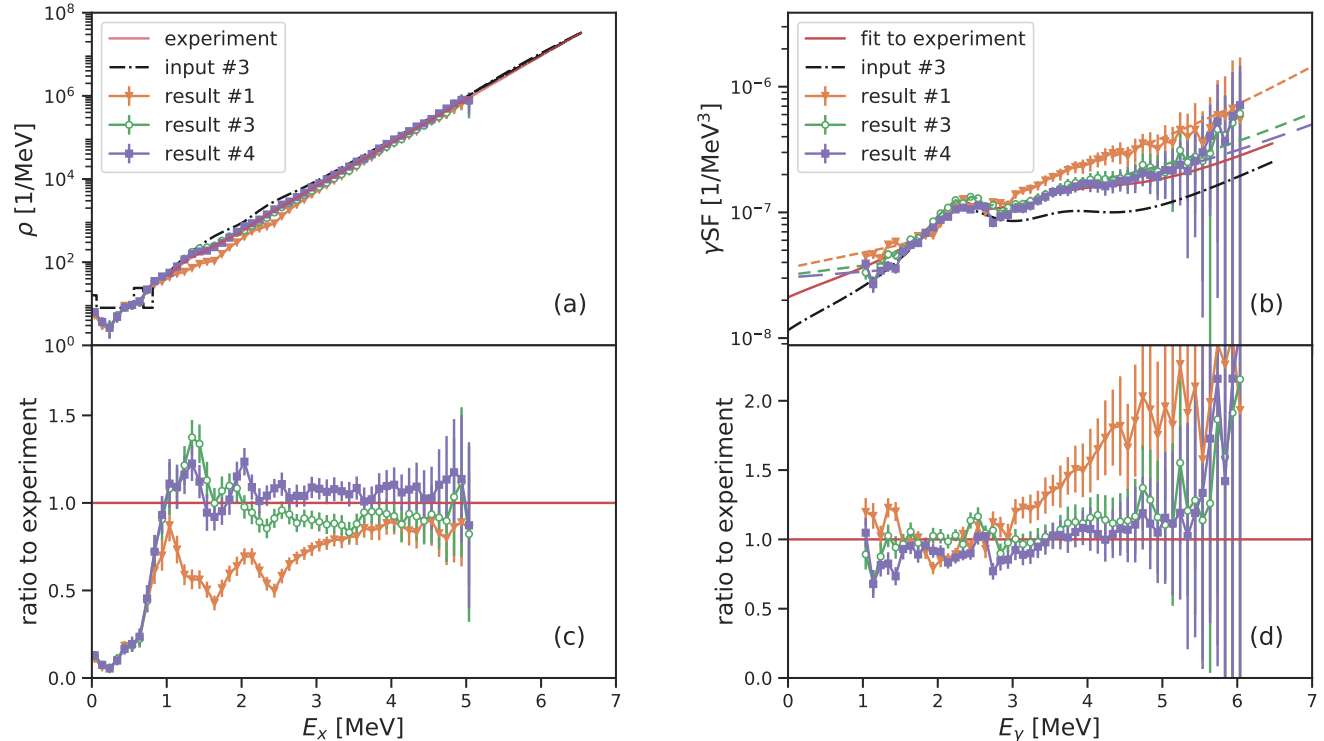 10^8
10^6
10^4
10^2
10^0
ρ [1/MeV]
experiment
input #3
result #1
result #3
result #4
(a)
10^-6
10^-7
10^-8
γSF [1/MeV^3]
fit to experiment
input #3
result #1
result #3
result #4
(b)
1.5
1.0
0.5
0.0
ratio to experiment
(c)
0 1 2 3 4 5 6 7
E_x [MeV]
2.0
1.5
1.0
0.5
0.0
ratio to experiment
(d)
0 1 2 3 4 5 6 7
E_γ [MeV]